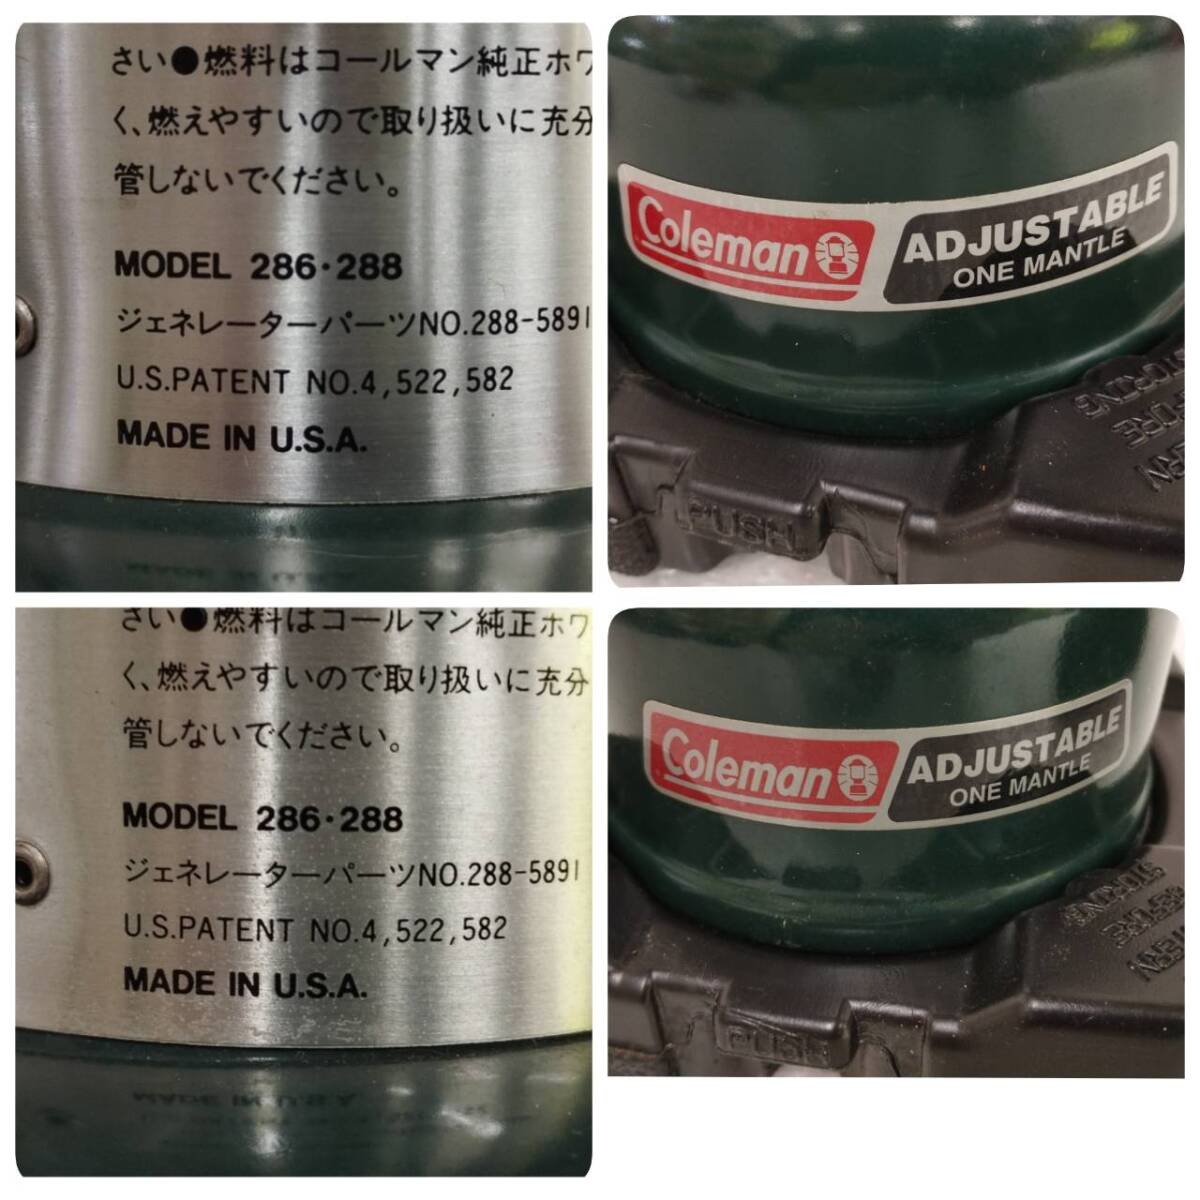 さい●燃料はコールマン純正ホワ
く、燃えやすいので取り扱いに充分
管しないでください。
MODEL 286・288
ジェネレーターパーツNO.288-5891
U.S.PATENT NO.4,522,582
MADE IN U.S.A.
Coleman
ADJUSTABLE
ONE MANTLE
PUSH
STORING
さい●燃料はコールマン純正ホワ
く、燃えやすいので取り扱いに充分
管しないでください。
MODEL 286・288
ジェネレーターパーツNO.288-5891
U.S.PATENT NO.4,522,582
MADE IN U.S.A.
MADE IN U.S.A
Coleman
ADJUSTABLE
ONE MANTLE
PUSH
STORING